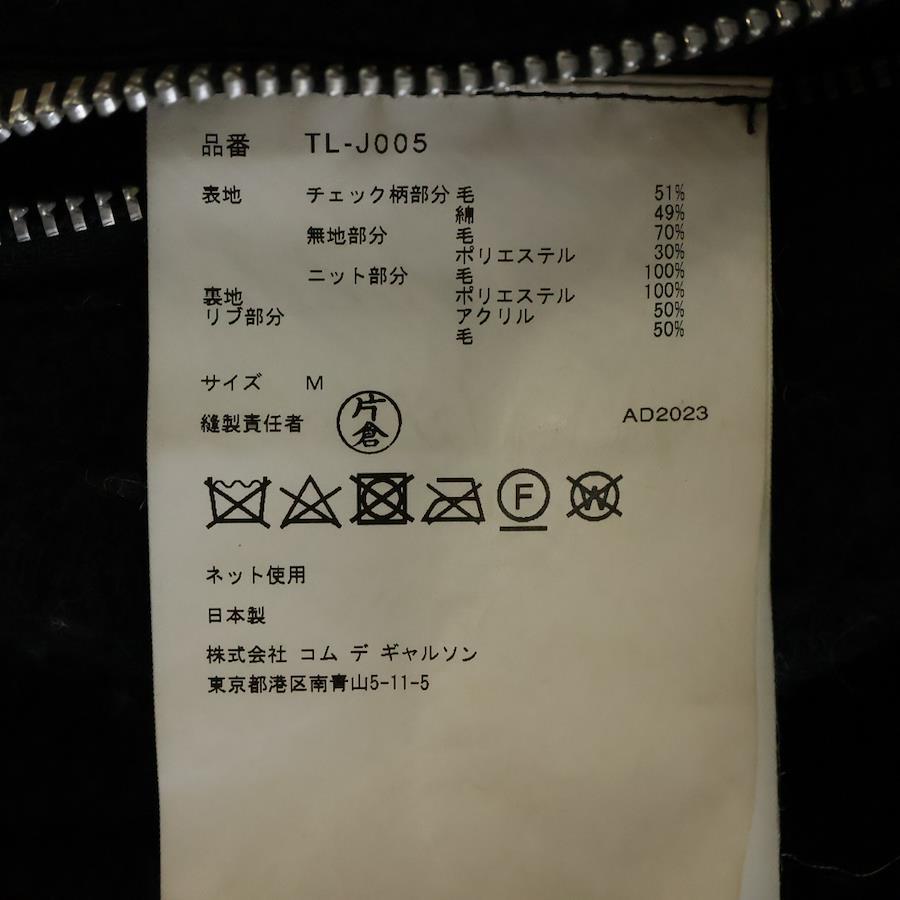 品番 TL-J005
表地 チェック柄部分 毛 51%
綿 49%
無地部分 毛 70%
ポリエステル 30%
ニット部分 毛 100%
裏地 ポリエステル 100%
リブ部分 アクリル 50%
毛 50%
サイズ M
縫製責任者 片倉 AD2023
F W
ネット使用
日本製
株式会社 コム デ ギャルソン
東京都港区南青山5-11-5